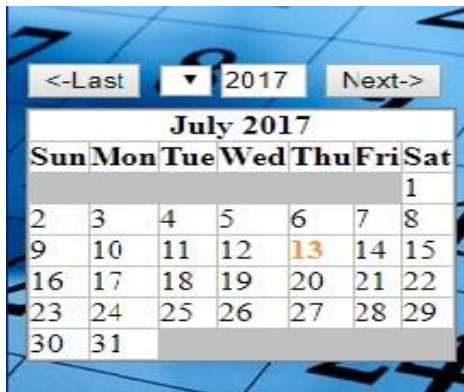 <-Last ▼ 2017 Next->
July 2017
Sun Mon Tue Wed Thu Fri Sat
1
2 3 4 5 6 7 8
9 10 11 12 13 14 15
16 17 18 19 20 21 22
23 24 25 26 27 28 29
30 31
24